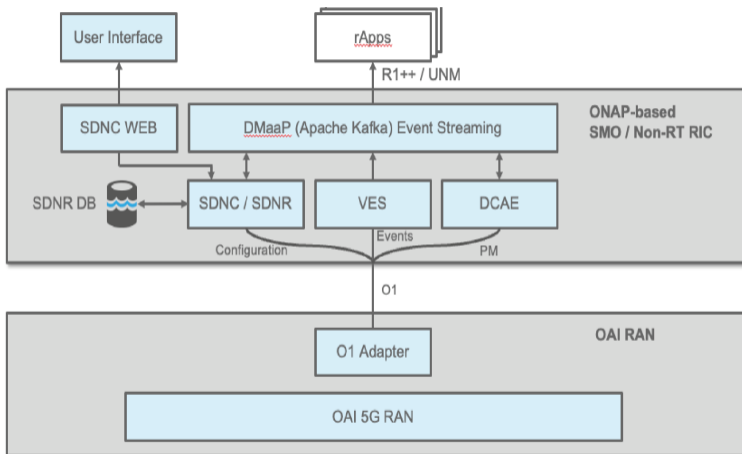 User Interface
rApps
R1++ / UNM
SDNC WEB
DMaaP (Apache Kafka) Event Streaming
ONAP-based
SMO / Non-RT RIC
SDNR DB
SDNC / SDNR
VES
DCAE
Configuration
Events
PM
O1
OAI RAN
O1 Adapter
OAI 5G RAN